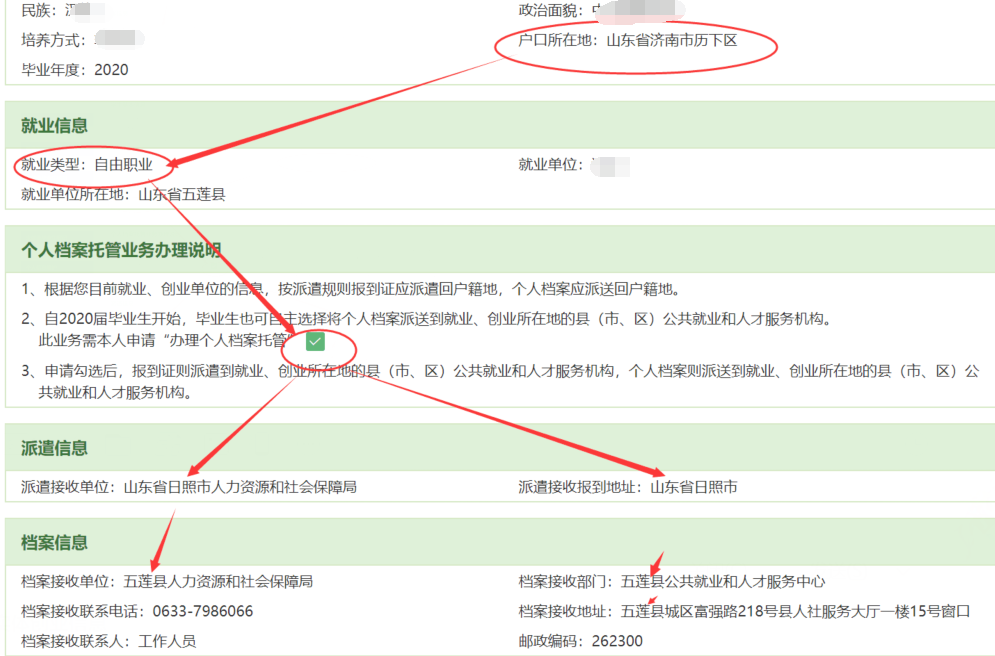 民族：
政治面貌：
培养方式：
户口所在地：山东省济南市历下区
毕业年度：2020
就业信息
就业类型：自由职业
就业单位：
就业单位所在地：山东省五莲县
个人档案托管业务办理说明
1、根据您目前就业、创业单位的信息，按派遣规则报到证应派遣回户籍地，个人档案应派送回户籍地。
2、自2020届毕业生开始，毕业生也可自主选择将个人档案派送到就业、创业所在地的县（市、区）公共就业和人才服务机构。
此业务需本人申请“办理个人档案托管”
3、申请勾选后，报到证则派遣到就业、创业所在地的县（市、区）公共就业和人才服务机构，个人档案则派送到就业、创业所在地的县（市、区）公
共就业和人才服务机构。
派遣信息
派遣接收单位：山东省日照市人力资源和社会保障局
派遣接收报到地址：山东省日照市
档案信息
档案接收单位：五莲县人力资源和社会保障局
档案接收部门：五莲县公共就业和人才服务中心
档案接收联系电话：0633-7986066
档案接收地址：五莲县城区富强路218号县人社服务大厅一楼15号窗口
档案接收联系人：工作人员
邮政编码：262300